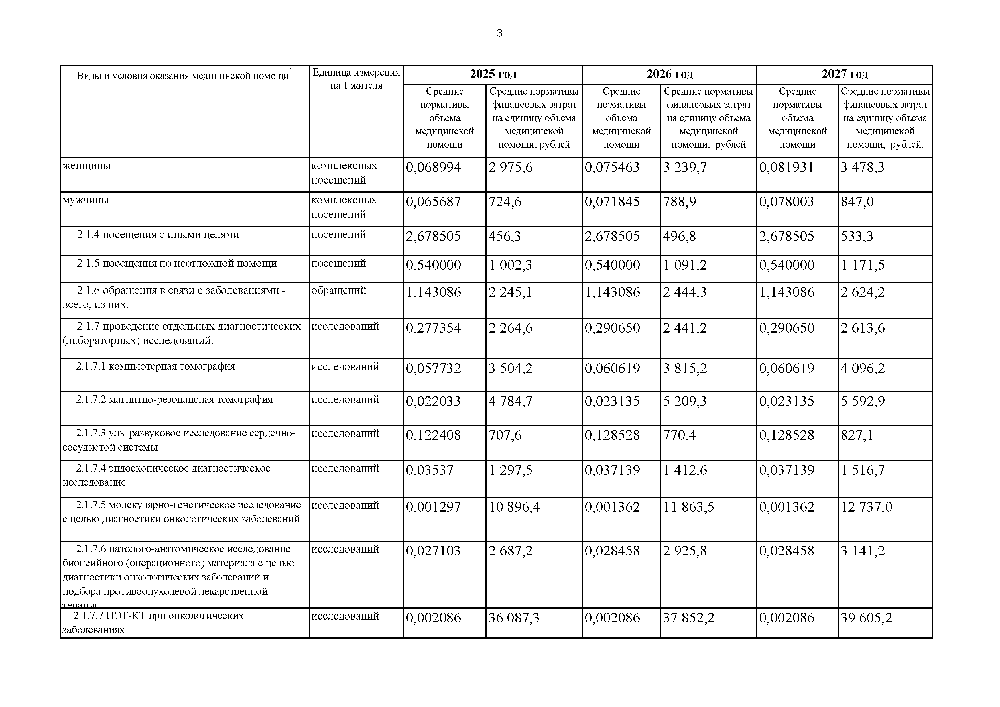 3
Виды и условия оказания медицинской помощи1
Единица измерения
на 1 жителя
2025 год
2026 год
2027 год
Средние
нормативы
объема
медицинской
помощи
Средние нормативы
финансовых затрат
на единицу объема
медицинской
помощи, рублей
Средние
нормативы
объема
медицинской
помощи
Средние нормативы
финансовых затрат
на единицу объема
медицинской
помощи, рублей
Средние
нормативы
объема
медицинской
помощи
Средние нормативы
финансовых затрат
на единицу объема
медицинской
помощи, рублей.
женщины
комплексных
посещений
0,068994
2 975,6
0,075463
3 239,7
0,081931
3 478,3
мужчины
комплексных
посещений
0,065687
724,6
0,071845
788,9
0,078003
847,0
2.1.4 посещения с иными целями
посещений
2,678505
456,3
2,678505
496,8
2,678505
533,3
2.1.5 посещения по неотложной помощи
посещений
0,540000
1 002,3
0,540000
1 091,2
0,540000
1 171,5
2.1.6 обращения в связи с заболеваниями -
всего, из них:
обращений
1,143086
2 245,1
1,143086
2 444,3
1,143086
2 624,2
2.1.7 проведение отдельных диагностических
(лабораторных) исследований:
исследований
0,277354
2 264,6
0,290650
2 441,2
0,290650
2 613,6
2.1.7.1 компьютерная томография
исследований
0,057732
3 504,2
0,060619
3 815,2
0,060619
4 096,2
2.1.7.2 магнитно-резонансная томография
исследований
0,022033
4 784,7
0,023135
5 209,3
0,023135
5 592,9
2.1.7.3 ультразвуковое исследование сердечно-
сосудистой системы
исследований
0,122408
707,6
0,128528
770,4
0,128528
827,1
2.1.7.4 эндоскопическое диагностическое
исследование
исследований
0,03537
1 297,5
0,037139
1 412,6
0,037139
1 516,7
2.1.7.5 молекулярно-генетическое исследование
с целью диагностики онкологических заболеваний
исследований
0,001297
10 896,4
0,001362
11 863,5
0,001362
12 737,0
2.1.7.6 патолого-анатомическое исследование
биопсийного (операционного) материала с целью
диагностики онкологических заболеваний и
подбора противоопухолевой лекарственной
терапии
исследований
0,027103
2 687,2
0,028458
2 925,8
0,028458
3 141,2
2.1.7.7 ПЭТ-КТ при онкологических
заболеваниях
исследований
0,002086
36 087,3
0,002086
37 852,2
0,002086
39 605,2